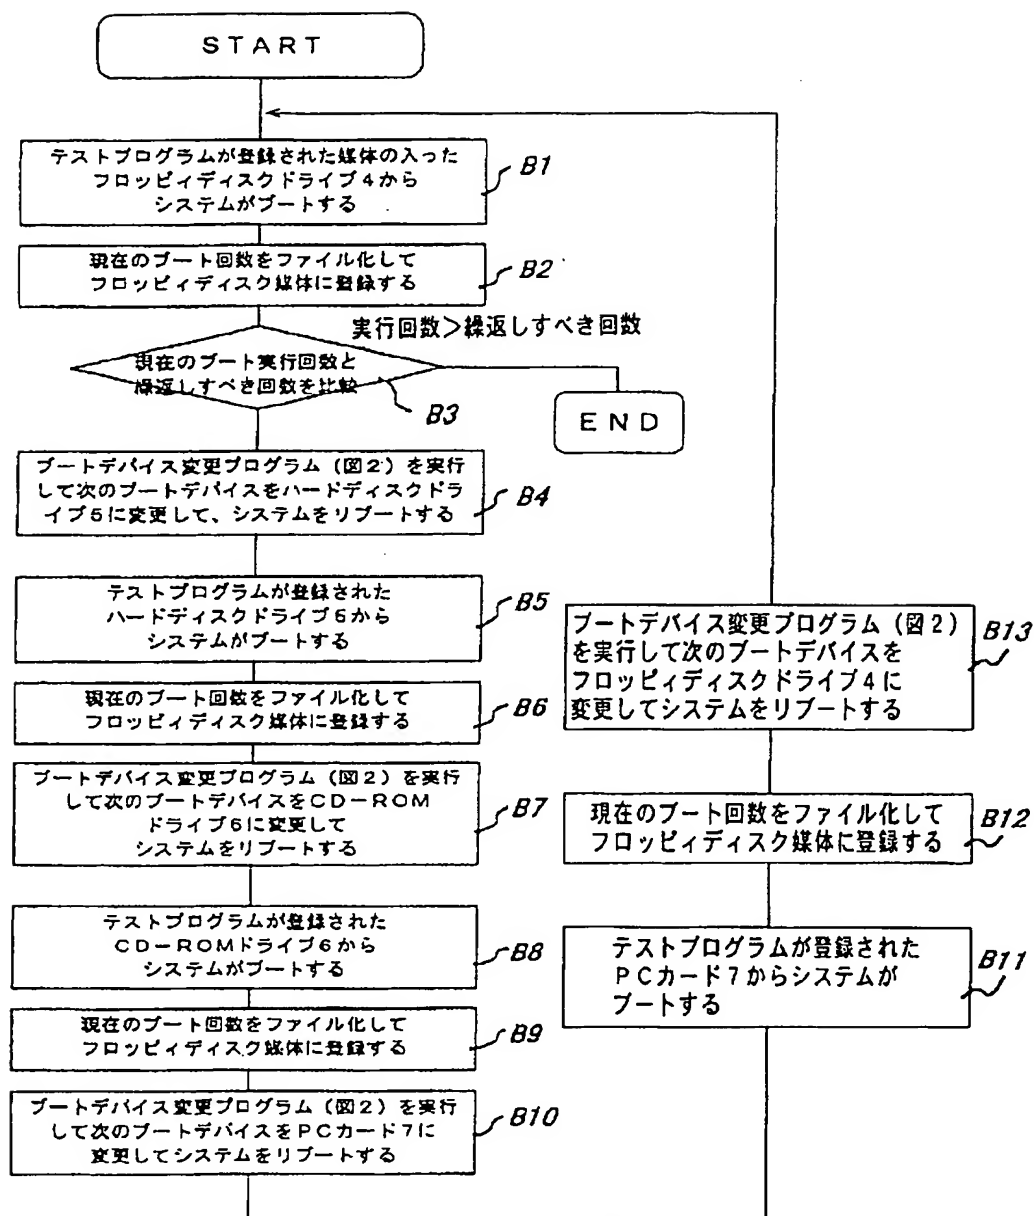 START
テストプログラムが登録された媒体の入った
フロッピィディスクドライブ4から
システムがブートする
B1
現在のブート回数をファイル化して
フロッピィディスク媒体に登録する
B2
実行回数>繰返しすべき回数
現在のブート実行回数と
繰返しすべき回数を比較
B3
END
ブートデバイス変更プログラム(図2)を実行
して次のブートデバイスをハードディスクドラ
イブ5に変更して、システムをリブートする
B4
テストプログラムが登録された
ハードディスクドライブ5から
システムがブートする
B5
現在のブート回数をファイル化して
フロッピィディスク媒体に登録する
B6
ブートデバイス変更プログラム(図2)を実行
して次のブートデバイスをCD-ROM
ドライブ6に変更して
システムをリブートする
B7
テストプログラムが登録された
CD-ROMドライブ6から
システムがブートする
B8
現在のブート回数をファイル化して
フロッピィディスク媒体に登録する
B9
ブートデバイス変更プログラム(図2)を実行
して次のブートデバイスをPCカード7に
変更してシステムをリブートする
B10
テストプログラムが登録された
PCカード7からシステムが
ブートする
B11
現在のブート回数をファイル化して
フロッピィディスク媒体に登録する
B12
ブートデバイス変更プログラム(図2)
を実行して次のブートデバイスを
フロッピィディスクドライブ4に
変更してシステムをリブートする
B13